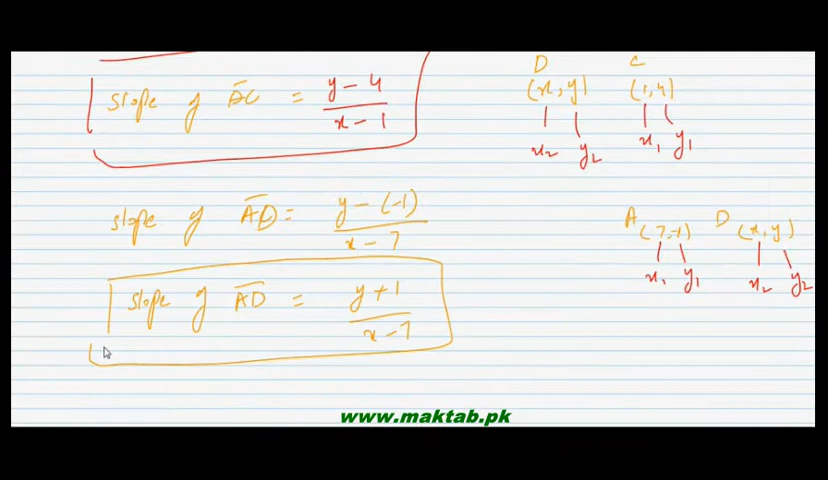 slope of AC = y - 4 / x - 1
D C
(x, y) (1, 4)
x2 y2 x1 y1
slope of AD = y - (-1) / x - 7
A (7, -1) D (x, y)
x1 y1 x2 y2
slope of AD = y + 1 / x - 7
www.maktab.pk